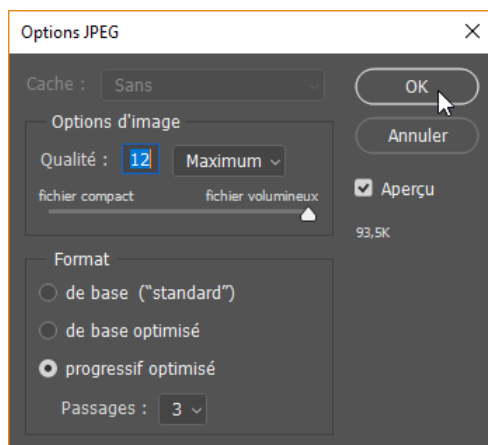 Options JPEG
Cache : Sans
OK
Options d'image
Annuler
Qualité : 12 Maximum
Aperçu
fichier compact fichier volumineux
93,5K
Format
de base (“standard”)
de base optimisé
progressif optimisé
Passages : 3